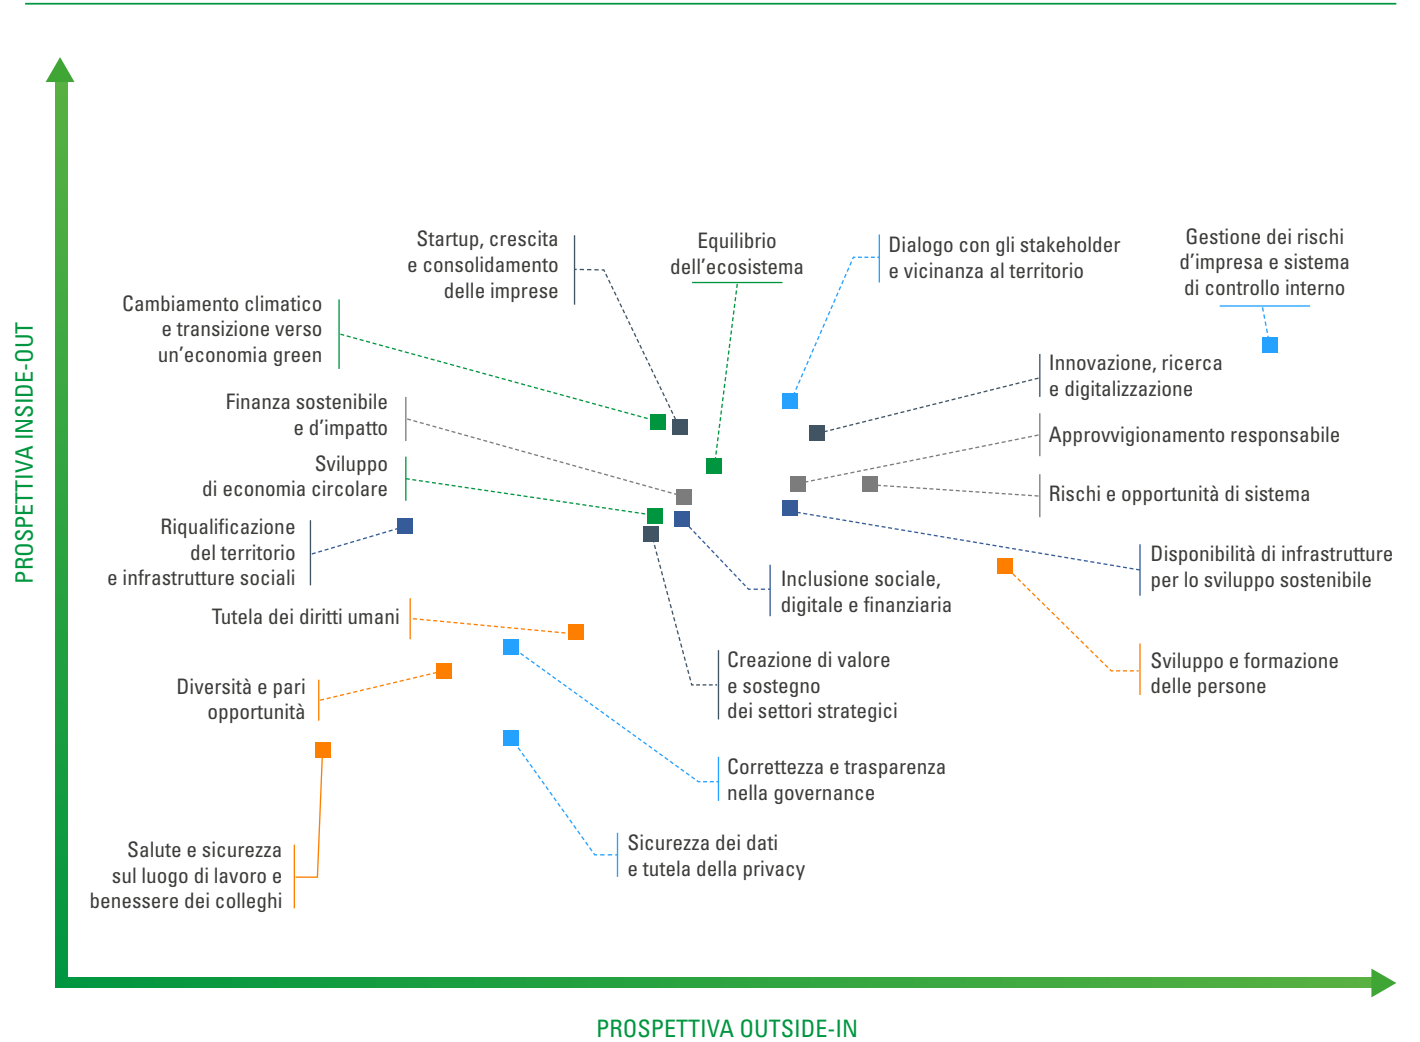 Startup, crescita
e consolidamento
delle imprese
Equilibrio
dell'ecosistema
Dialogo con gli stakeholder
e vicinanza al territorio
Gestione dei rischi
d'impresa e sistema
di controllo interno
Cambiamento climatico
e transizione verso
un'economia green
Innovazione, ricerca
e digitalizzazione
Finanza sostenibile
e d'impatto
Approvvigionamento responsabile
Sviluppo
di economia circolare
Rischi e opportunità di sistema
Riqualificazione
del territorio
e infrastrutture sociali
Disponibilità di infrastrutture
per lo sviluppo sostenibile
Inclusione sociale,
digitale e finanziaria
Tutela dei diritti umani
Creazione di valore
e sostegno
dei settori strategici
Sviluppo e formazione
delle persone
Diversità e pari
opportunità
Correttezza e trasparenza
nella governance
Sicurezza dei dati
e tutela della privacy
Salute e sicurezza
sul luogo di lavoro e
benessere dei colleghi
PROSPETTIVA INSIDE-OUT
PROSPETTIVA OUTSIDE-IN